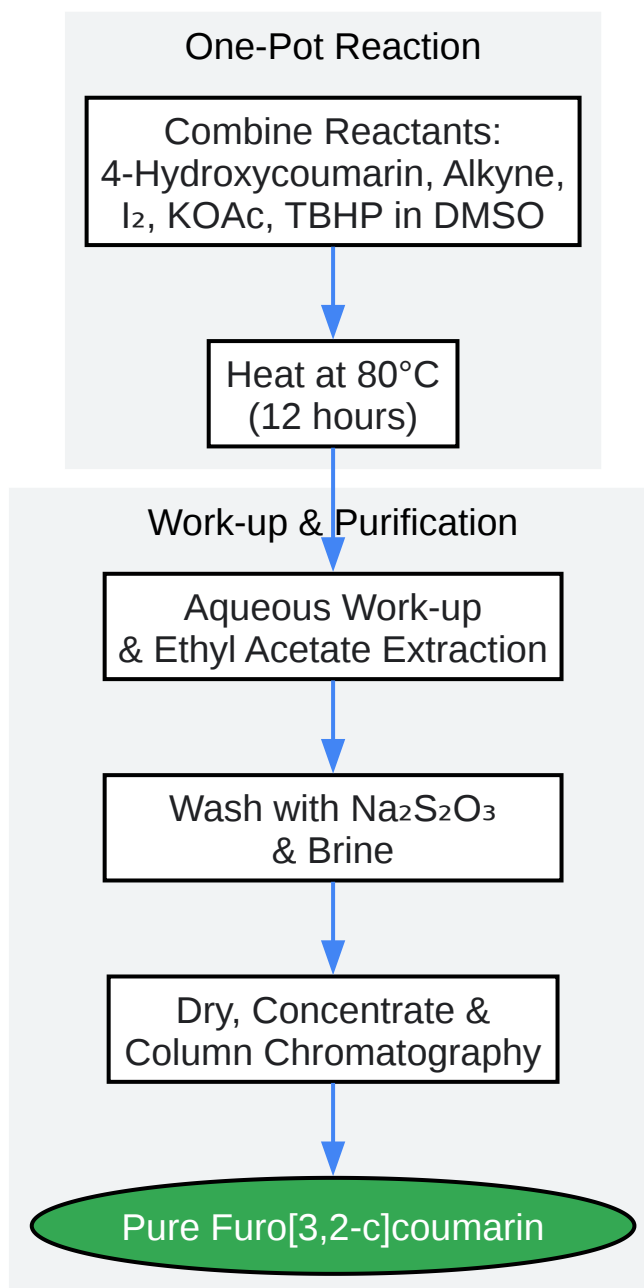 One-Pot Reaction
Combine Reactants:
4-Hydroxycoumarin, Alkyne,
I₂, KOAc, TBHP in DMSO
Heat at 80°C
(12 hours)
Work-up & Purification
Aqueous Work-up
& Ethyl Acetate Extraction
Wash with Na₂S₂O₃
& Brine
Dry, Concentrate &
Column Chromatography
Pure Furo[3,2-c]coumarin